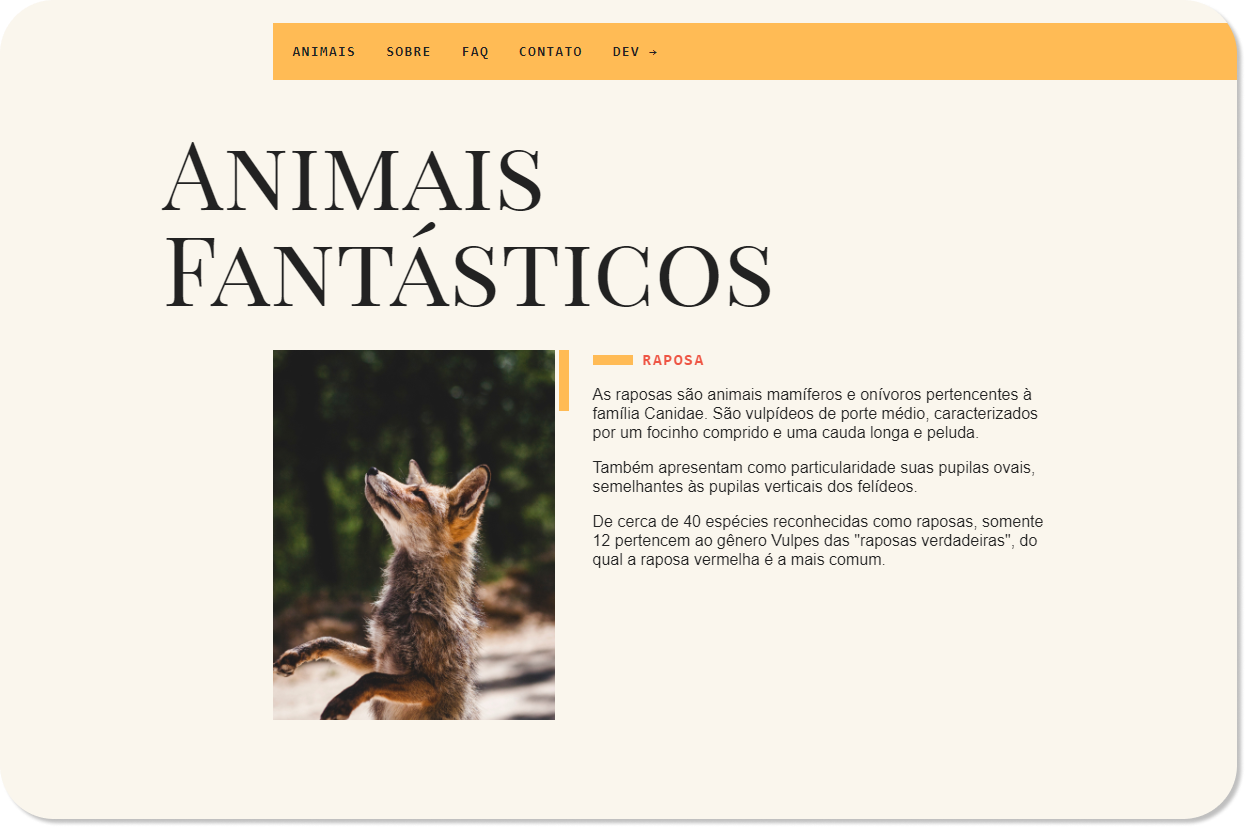 ANIMAIS SOBRE FAQ CONTATO DEV →
Animais
Fantásticos
RAPOSA
As raposas são animais mamíferos e onívoros pertencentes à
família Canidae. São vulpídeos de porte médio, caracterizados
por um focinho comprido e uma cauda longa e peluda.
Também apresentam como particularidade suas pupilas ovais,
semelhantes às pupilas verticais dos felídeos.
De cerca de 40 espécies reconhecidas como raposas, somente
12 pertencem ao gênero Vulpes das "raposas verdadeiras", do
qual a raposa vermelha é a mais comum.